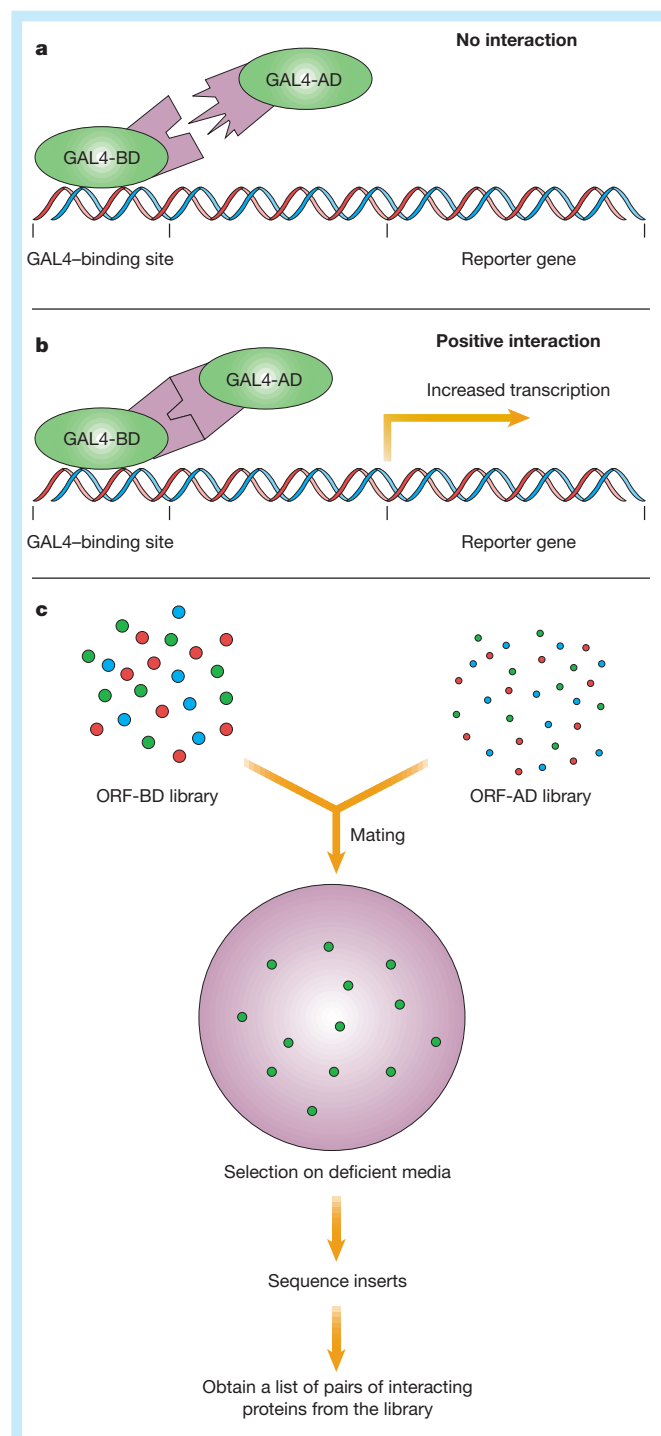 a
No interaction
GAL4-AD
GAL4-BD
GAL4–binding site
Reporter gene
b
Positive interaction
GAL4-AD
Increased transcription
GAL4-BD
GAL4–binding site
Reporter gene
c
ORF-BD library
ORF-AD library
Mating
Selection on deficient media
Sequence inserts
Obtain a list of pairs of interacting
proteins from the library